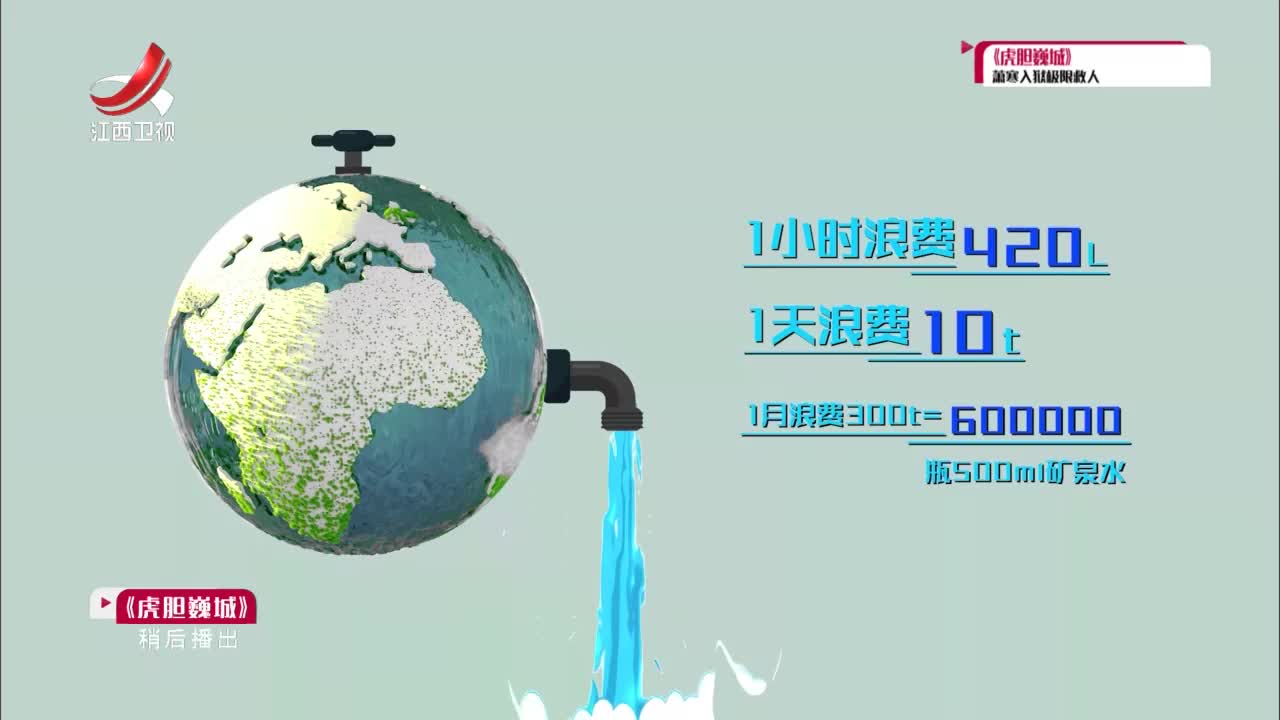 江西卫视
《虎胆巍城》
萧寒入狱极限救人
1小时浪费420L
1天浪费10t
1月浪费300t=600000
瓶500ml矿泉水
《虎胆巍城》
稍后播出